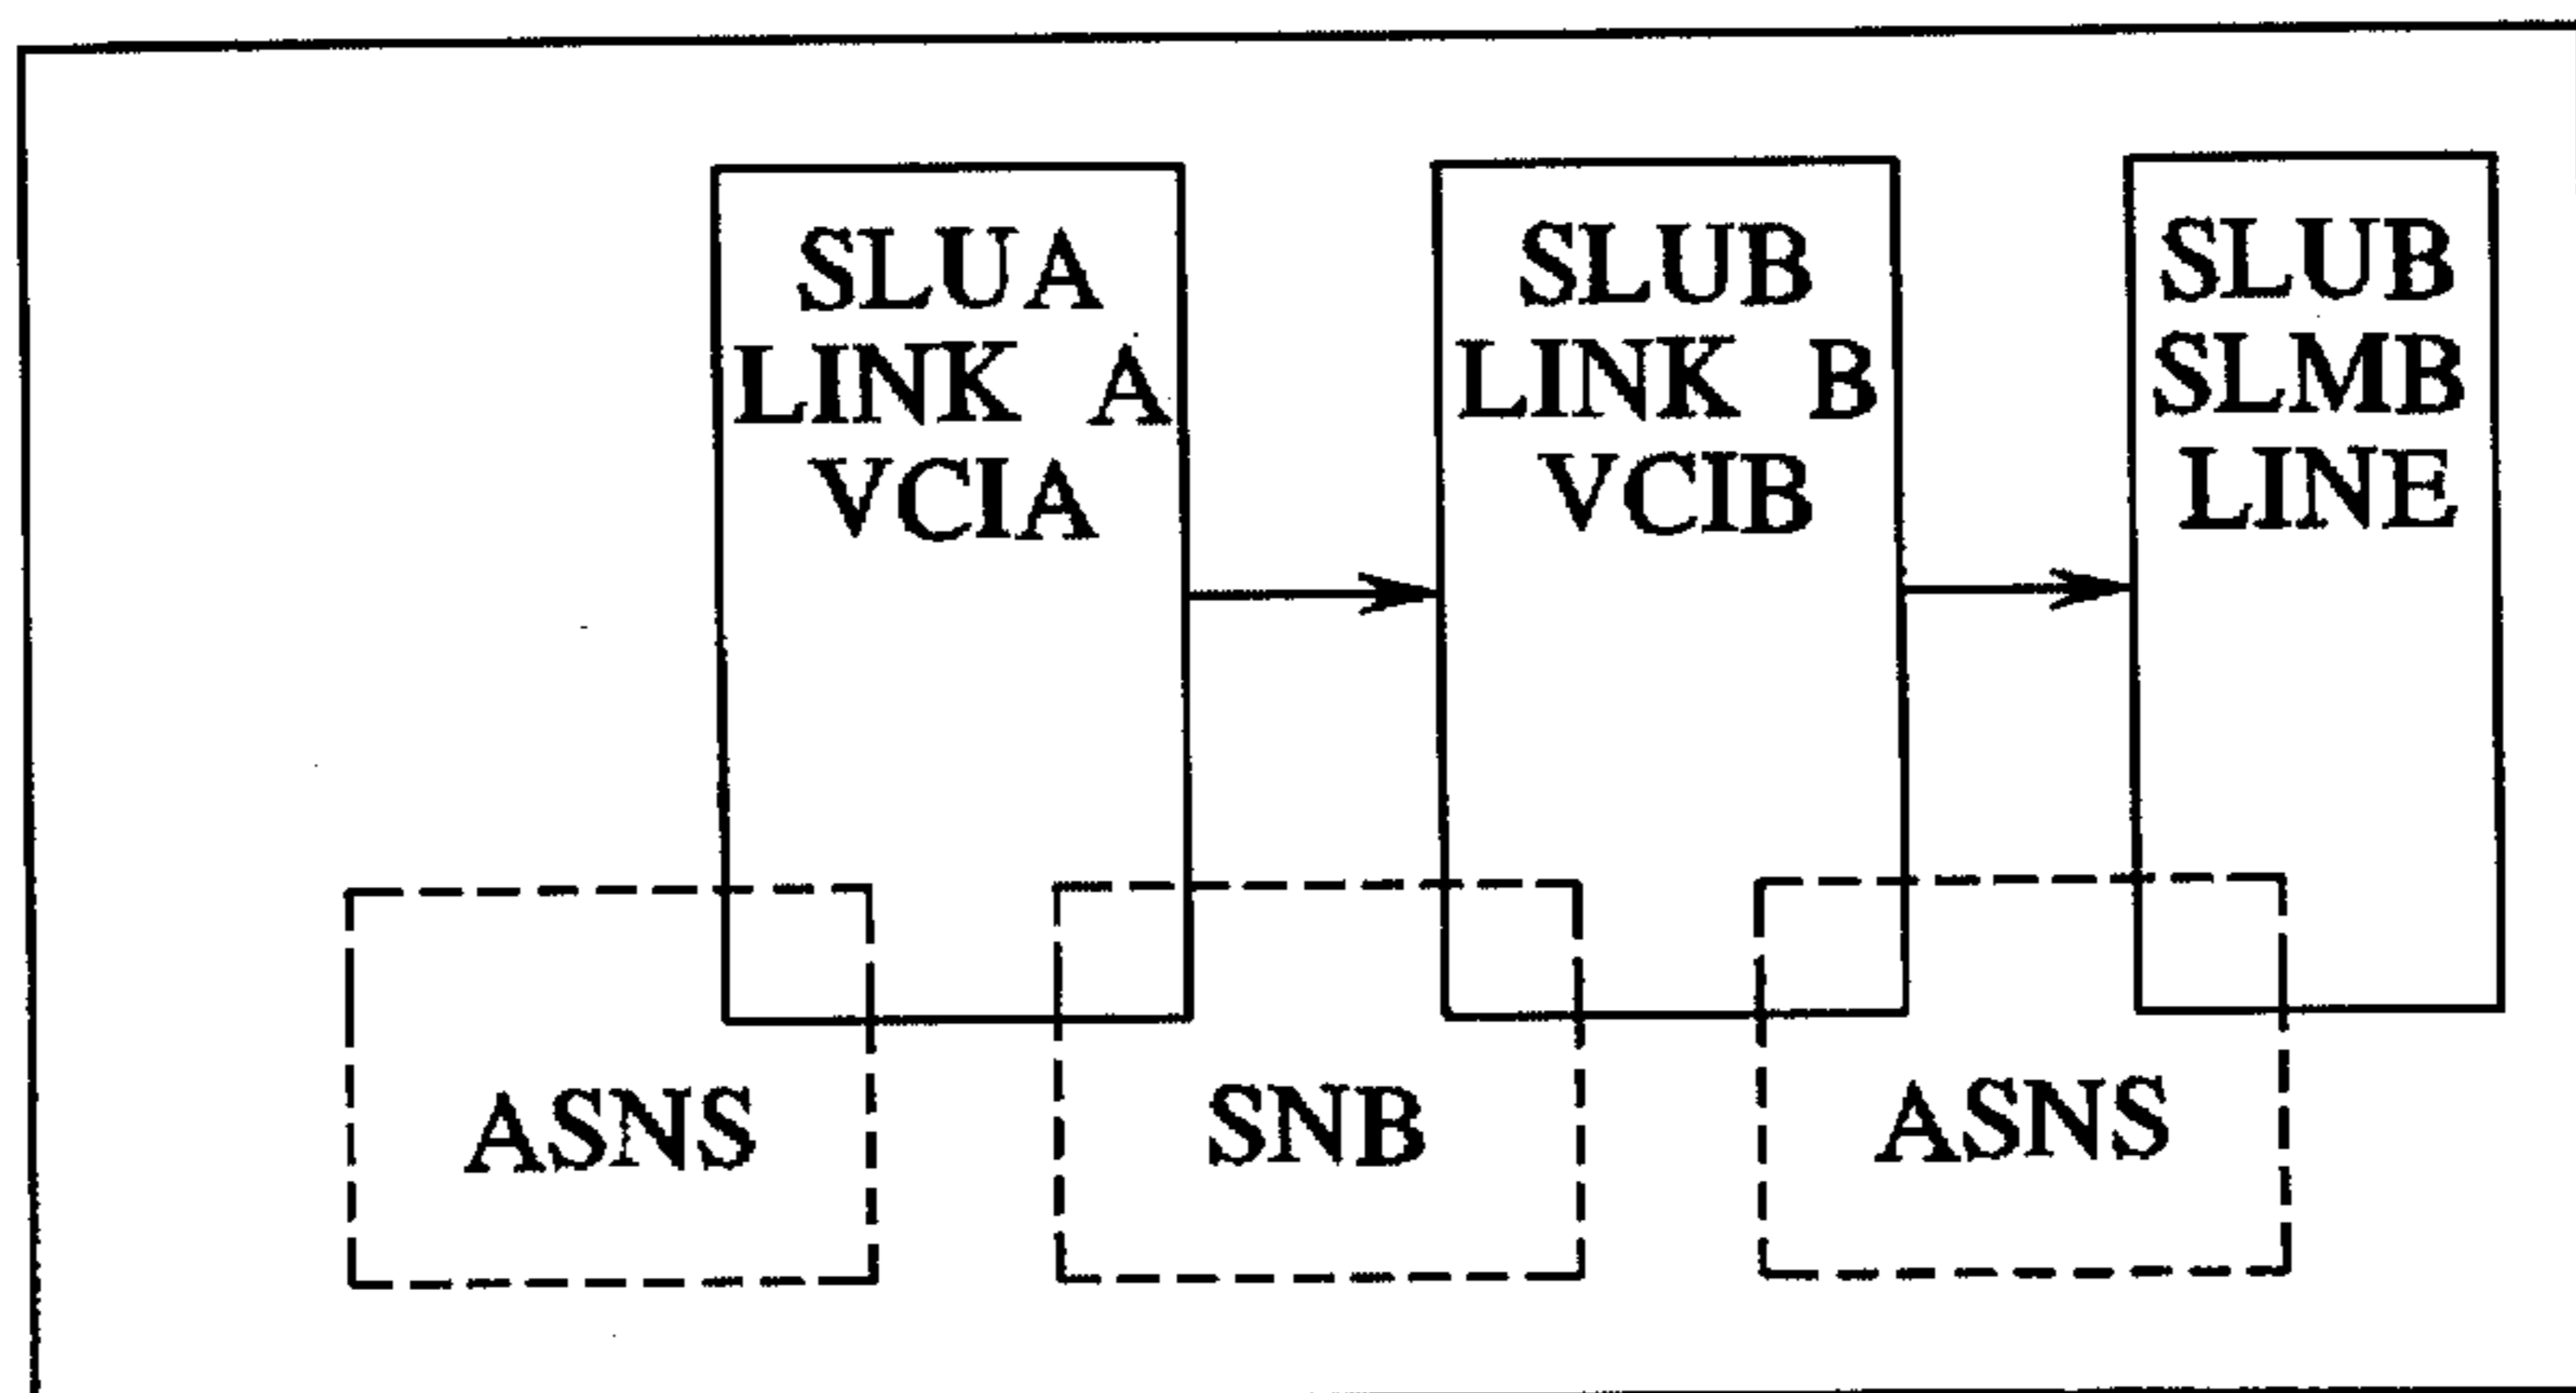 SLUA
LINK A
VCIA
SLUB
LINK B
VCIB
SLUB
SLMB
LINE
ASNS
SNB
ASNS